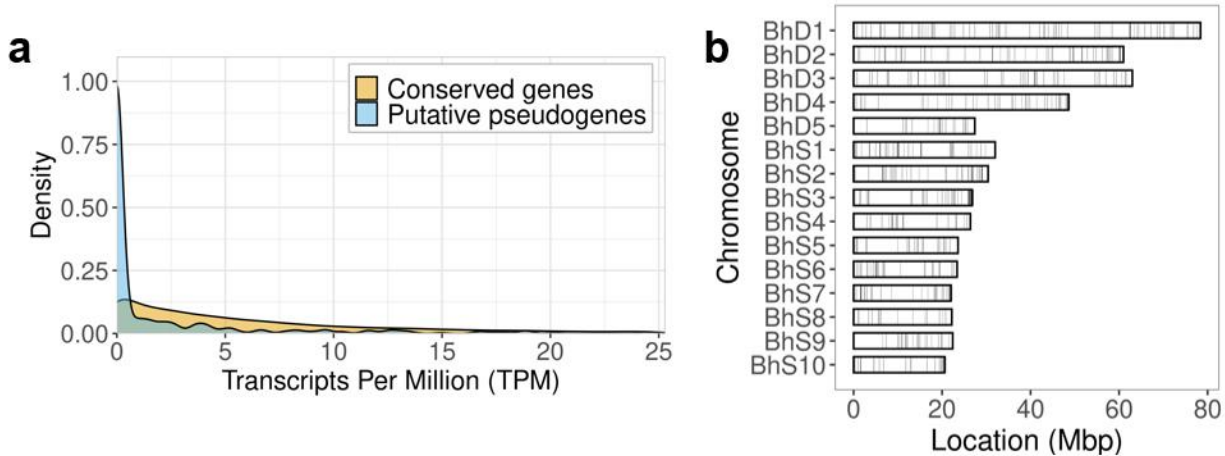 a
1.00
0.75
0.50
0.25
0.00
Density
Conserved genes
Putative pseudogenes
0 5 10 15 20 25
Transcripts Per Million (TPM)
b
Chromosome
BhD1
BhD2
BhD3
BhD4
BhD5
BhS1
BhS2
BhS3
BhS4
BhS5
BhS6
BhS7
BhS8
BhS9
BhS10
0 20 40 60 80
Location (Mbp)